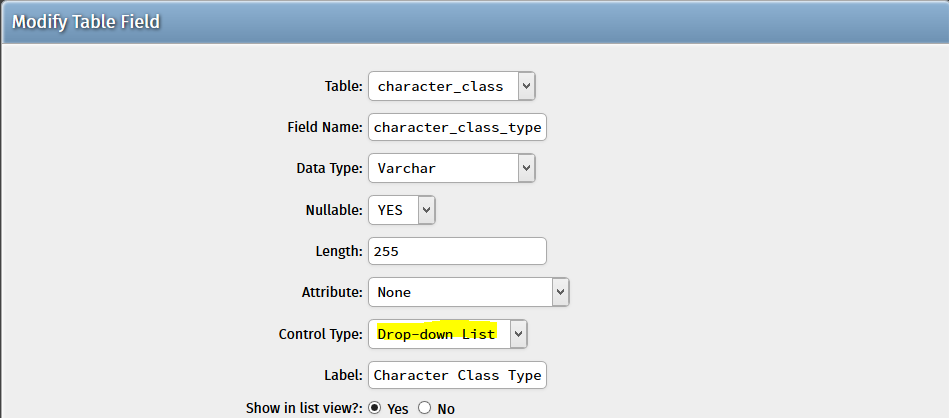 Modify Table Field
Table: character_class
Field Name: character_class_type
Data Type: Varchar
Nullable: YES
Length: 255
Attribute: None
Control Type: Drop-down List
Label: Character Class Type
Show in list view?: Yes No